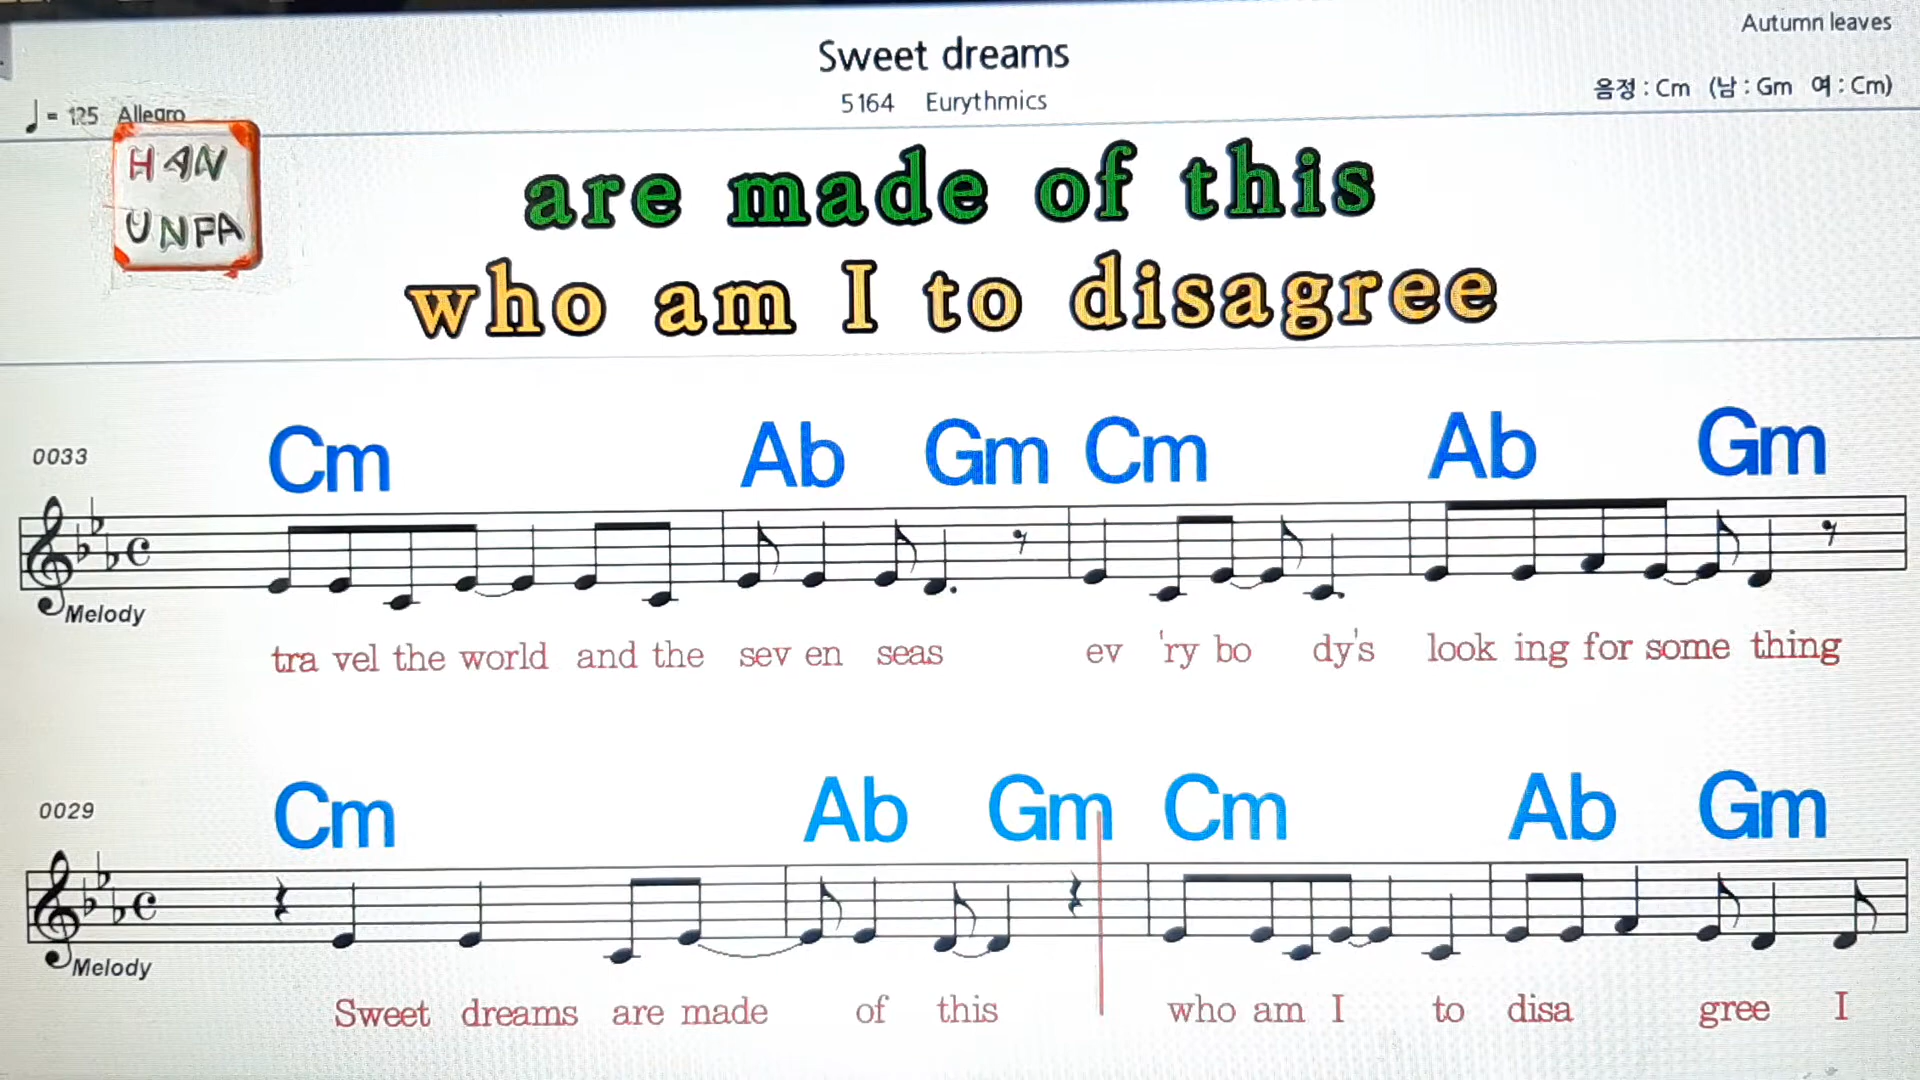 Autumn leaves
Sweet dreams
5164 Eurythmics
음정 : Cm (남 : Gm 여 : Cm)
♩ = 125 Allegro
HAN
UNPA
are made of this
who am I to disagree
Cm Ab Gm Cm Ab Gm
0033
Melody
tra vel the world and the sev en seas ev 'ry bo dy's look ing for some thing
Cm Ab Gm Cm Ab Gm
0029
Melody
Sweet dreams are made of this who am I to disa gree I